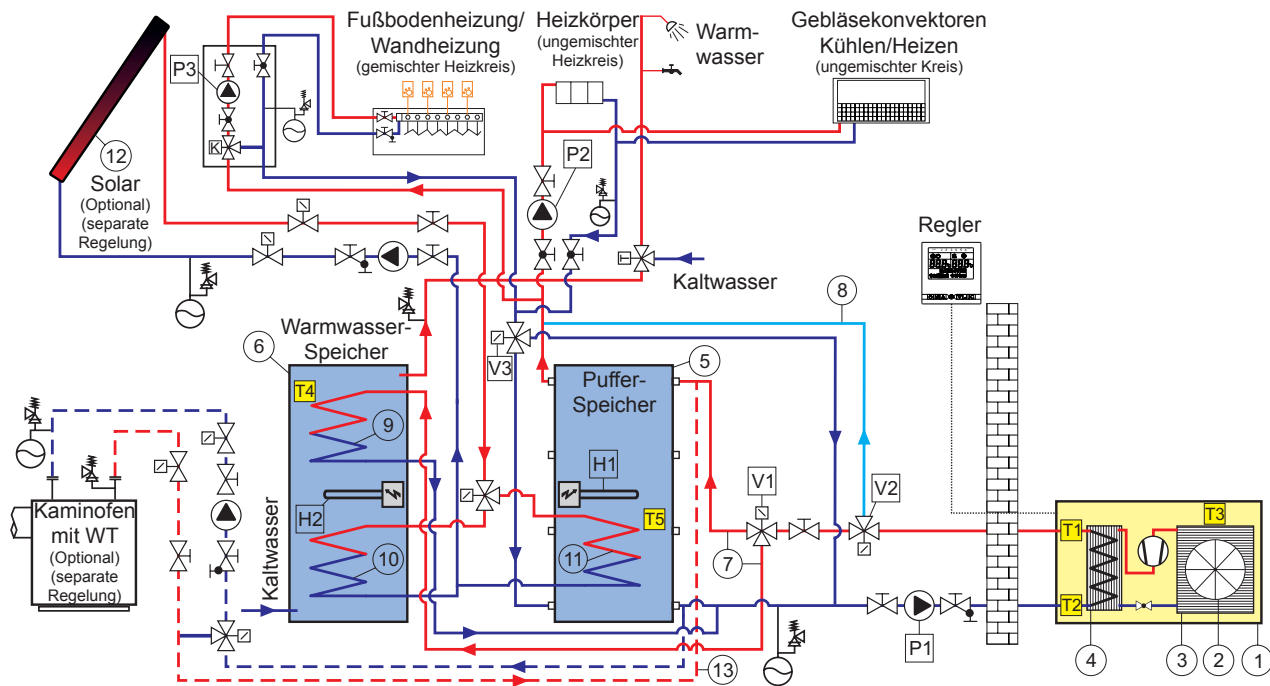 Fußbodenheizung/
Wandheizung
(gemischter Heizkreis)
Heizkörper
(ungemischter
Heizkreis)
Warm-
wasser
Gebläsekonvektoren
Kühlen/Heizen
(ungemischter Kreis)
P3
K
12
Solar
(Optional)
(separate
Regelung)
P2
T
Kaltwasser
Regler
8
6
Warmwasser-
Speicher
V3
5
Puffer-
Speicher
T4
9
H1
H2
10
T5
11
Kaltwasser
Kaminofen
mit WT
(Optional)
(separate
Regelung)
V1
V2
7
T1
T2
T3
P1
13
4
3
2
1